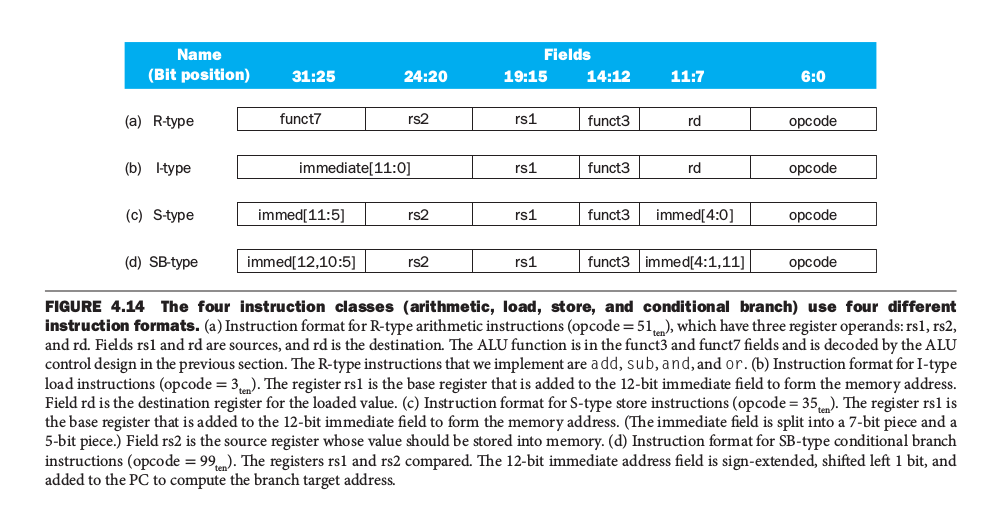 Name Fields
(Bit position) 31:25 24:20 19:15 14:12 11:7 6:0
(a) R-type funct7 rs2 rs1 funct3 rd opcode
(b) I-type immediate[11:0] rs1 funct3 rd opcode
(c) S-type immed[11:5] rs2 rs1 funct3 immed[4:0] opcode
(d) SB-type immed[12,10:5] rs2 rs1 funct3 immed[4:1,11] opcode
FIGURE 4.14 The four instruction classes (arithmetic, load, store, and conditional branch) use four different
instruction formats. (a) Instruction format for R-type arithmetic instructions (opcode = 51ten), which have three register operands: rs1, rs2,
and rd. Fields rs1 and rd are sources, and rd is the destination. The ALU function is in the funct3 and funct7 fields and is decoded by the ALU
control design in the previous section. The R-type instructions that we implement are add, sub, and, and or. (b) Instruction format for I-type
load instructions (opcode = 3ten). The register rs1 is the base register that is added to the 12-bit immediate field to form the memory address.
Field rd is the destination register for the loaded value. (c) Instruction format for S-type store instructions (opcode = 35ten). The register rs1 is
the base register that is added to the 12-bit immediate field to form the memory address. (The immediate field is split into a 7-bit piece and a
5-bit piece.) Field rs2 is the source register whose value should be stored into memory. (d) Instruction format for SB-type conditional branch
instructions (opcode = 99ten). The registers rs1 and rs2 compared. The 12-bit immediate address field is sign-extended, shifted left 1 bit, and
added to the PC to compute the branch target address.